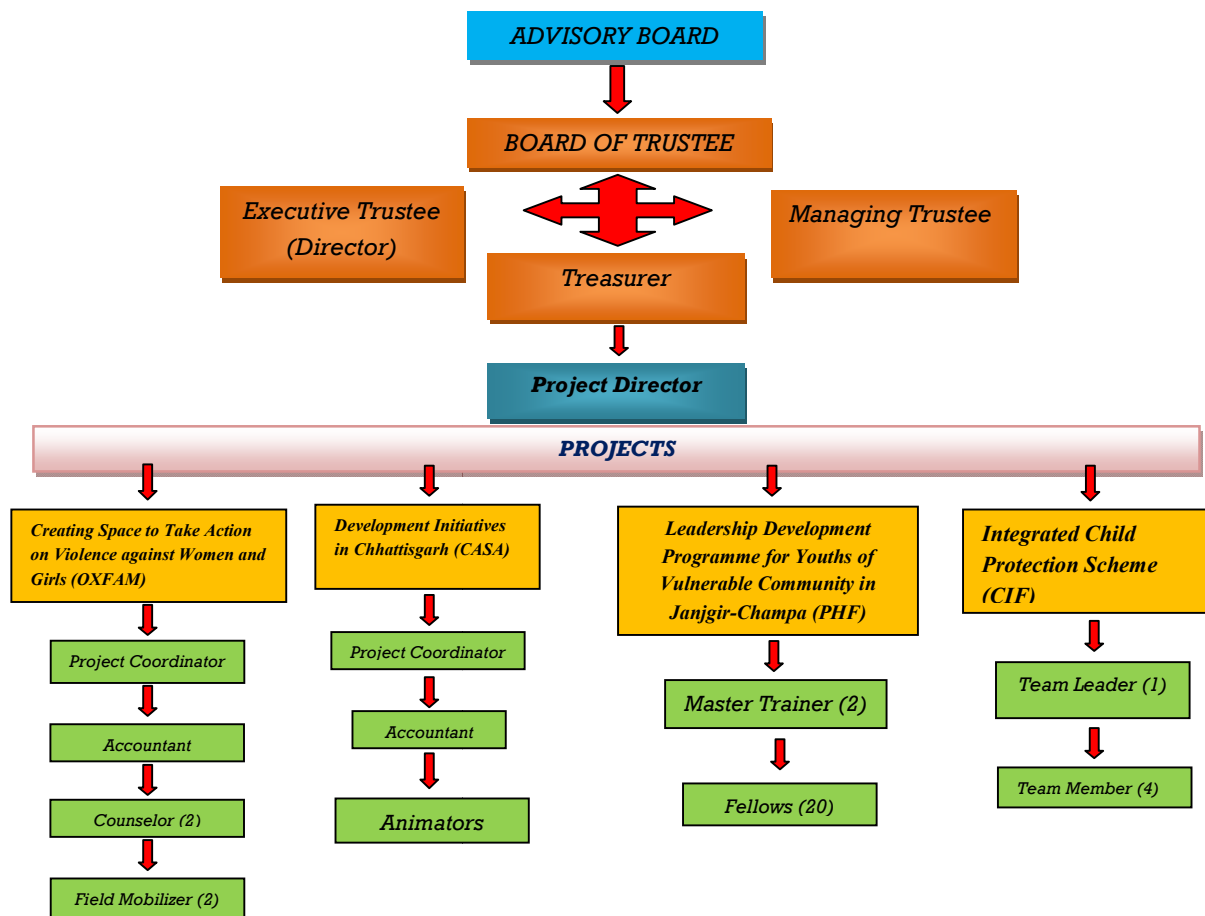 ADVISORY BOARD
BOARD OF TRUSTEE
Executive Trustee
(Director)
Managing Trustee
Treasurer
Project Director
PROJECTS
Creating Space to Take Action
on Violence against Women and
Girls (OXFAM)
Project Coordinator
Accountant
Counselor (2)
Field Mobilizer (2)
Development Initiatives
in Chhattisgarh (CASA)
Project Coordinator
Accountant
Animators
Leadership Development
Programme for Youths of
Vulnerable Community in
Janjgir-Champa (PHF)
Master Trainer (2)
Fellows (20)
Integrated Child
Protection Scheme
(CIF)
Team Leader (1)
Team Member (4)